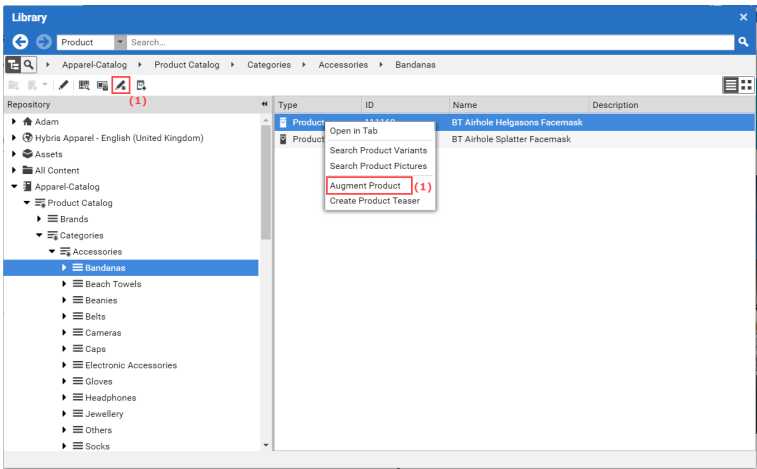 Library
Product Search...
Apparel-Catalog Product Catalog Categories Accessories Bandanas
(1)
Repository
Type ID Name Description
Adam
Hybris Apparel - English (United Kingdom)
Assets
All Content
Apparel-Catalog
Product Catalog
Brands
Categories
Accessories
Bandanas
Beach Towels
Beanies
Belts
Cameras
Caps
Electronic Accessories
Gloves
Headphones
Jewellery
Others
Socks
Product BT Airhole Helgasons Facemask
Product BT Airhole Splatter Facemask
Open in Tab
Search Product Variants
Search Product Pictures
Augment Product (1)
Create Product Teaser